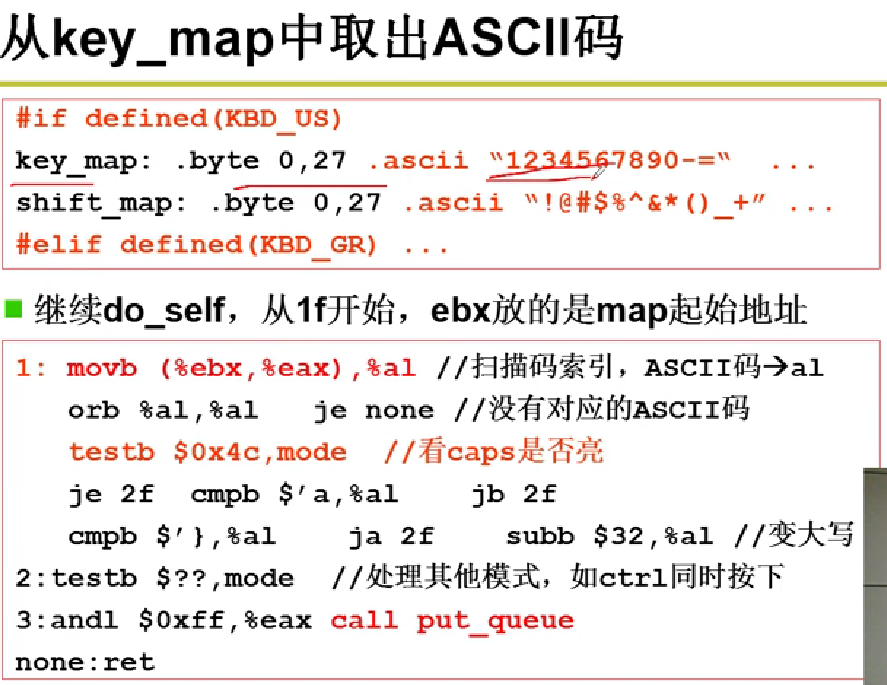 从key_map中取出ASCII码
#if defined(KBD_US)
key_map: .byte 0,27 .ascii “1234567890-=“ ...
shift_map: .byte 0,27 .ascii “!@#$%^&*()_+” ...
#elif defined(KBD_GR) ...
继续do_self，从1f开始，ebx放的是map起始地址
1: movb (%ebx,%eax),%al //扫描码索引，ASCII码→al
orb %al,%al je none //没有对应的ASCII码
testb $0x4c,mode //看caps是否亮
je 2f cmpb $’a,%al jb 2f
cmpb $’},%al ja 2f subb $32,%al //变大写
2:testb $??,mode //处理其他模式，如ctrl同时按下
3:andl $0xff,%eax call put_queue
none:ret